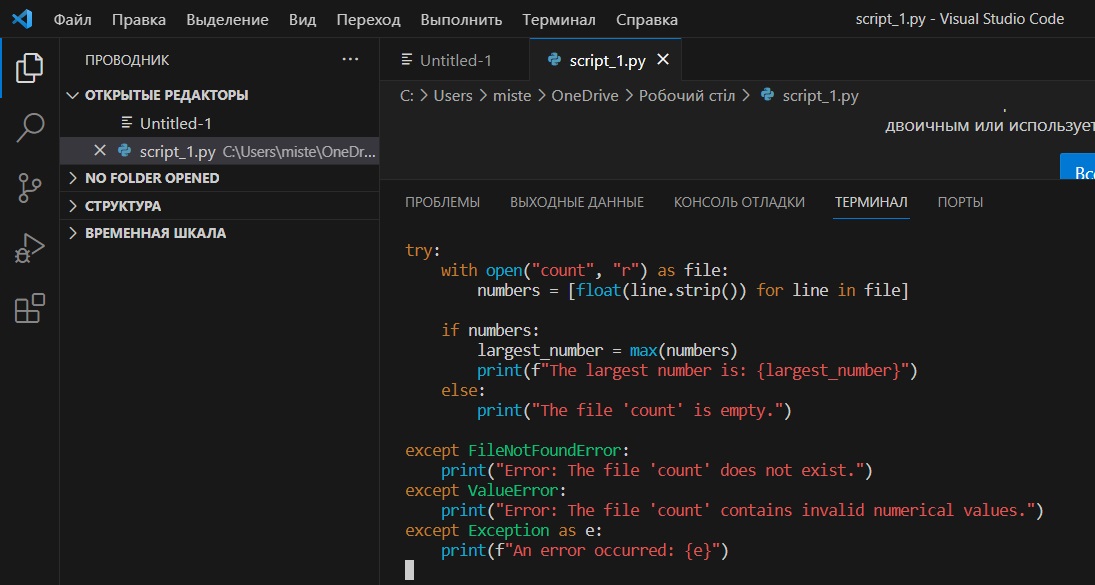 Файл Правка Выделение Вид Переход Выполнить Терминал Справка script_1.py - Visual Studio Code
ПРОВОДНИК ...
ОТКРЫТЫЕ РЕДАКТОРЫ
Untitled-1
script_1.py C:\Users\miste\OneDr...
NO FOLDER OPENED
СТРУКТУРА
ВРЕМЕННАЯ ШКАЛА
Untitled-1 script_1.py
C: > Users > miste > OneDrive > Робочий стіл > script_1.py
двоичным или использует
Все
ПРОБЛЕМЫ ВЫХОДНЫЕ ДАННЫЕ КОНСОЛЬ ОТЛАДКИ ТЕРМИНАЛ ПОРТЫ
try:
    with open("count", "r") as file:
        numbers = [float(line.strip()) for line in file]
    if numbers:
        largest_number = max(numbers)
        print(f"The largest number is: {largest_number}")
    else:
        print("The file 'count' is empty.")
except FileNotFoundError:
    print("Error: The file 'count' does not exist.")
except ValueError:
    print("Error: The file 'count' contains invalid numerical values.")
except Exception as e:
    print(f"An error occurred: {e}")